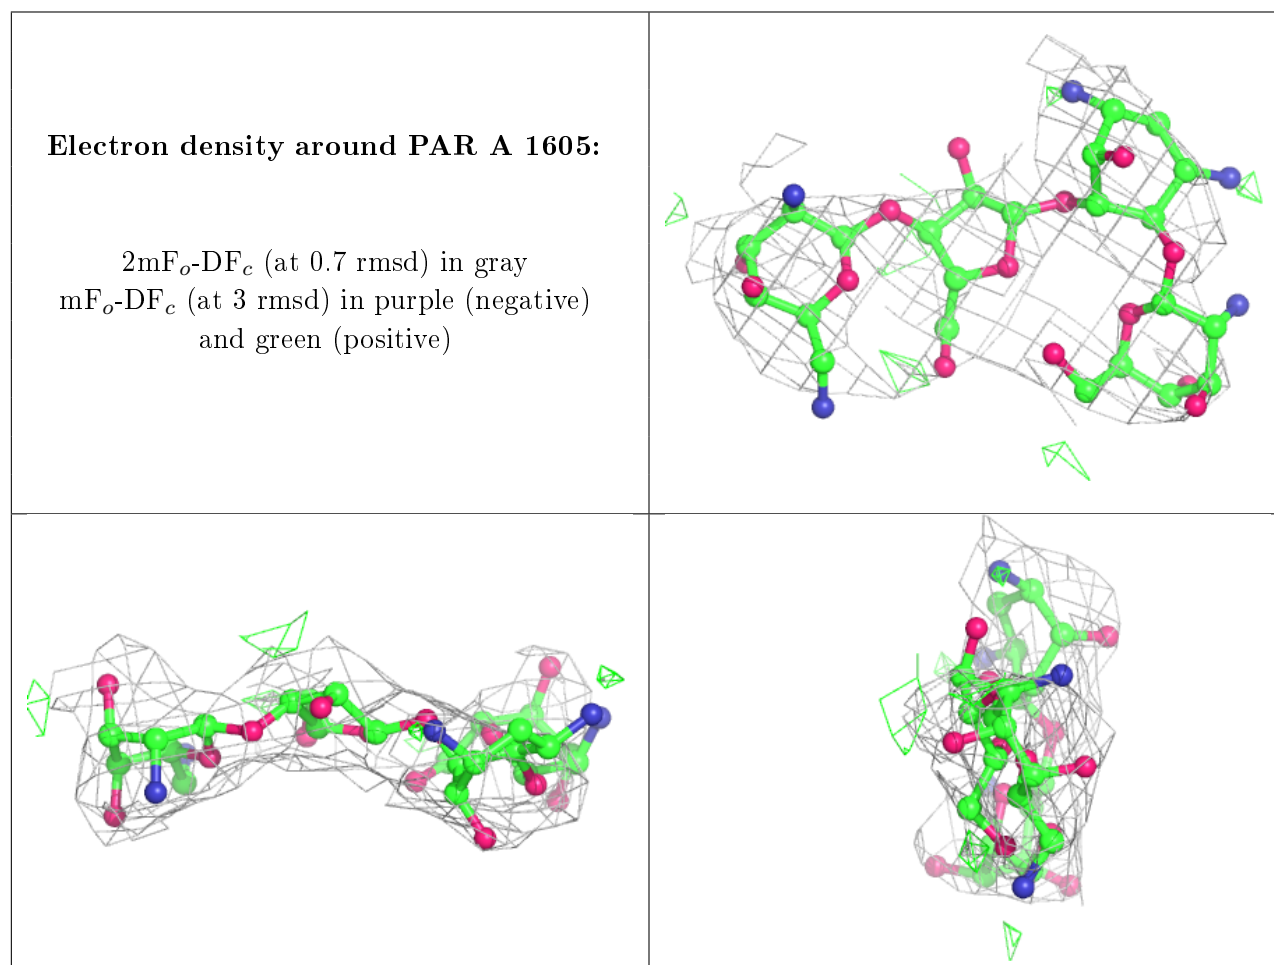 Electron density around PAR A 1605:
2mFo-DFc (at 0.7 rmsd) in gray
mFo-DFc (at 3 rmsd) in purple (negative)
and green (positive)